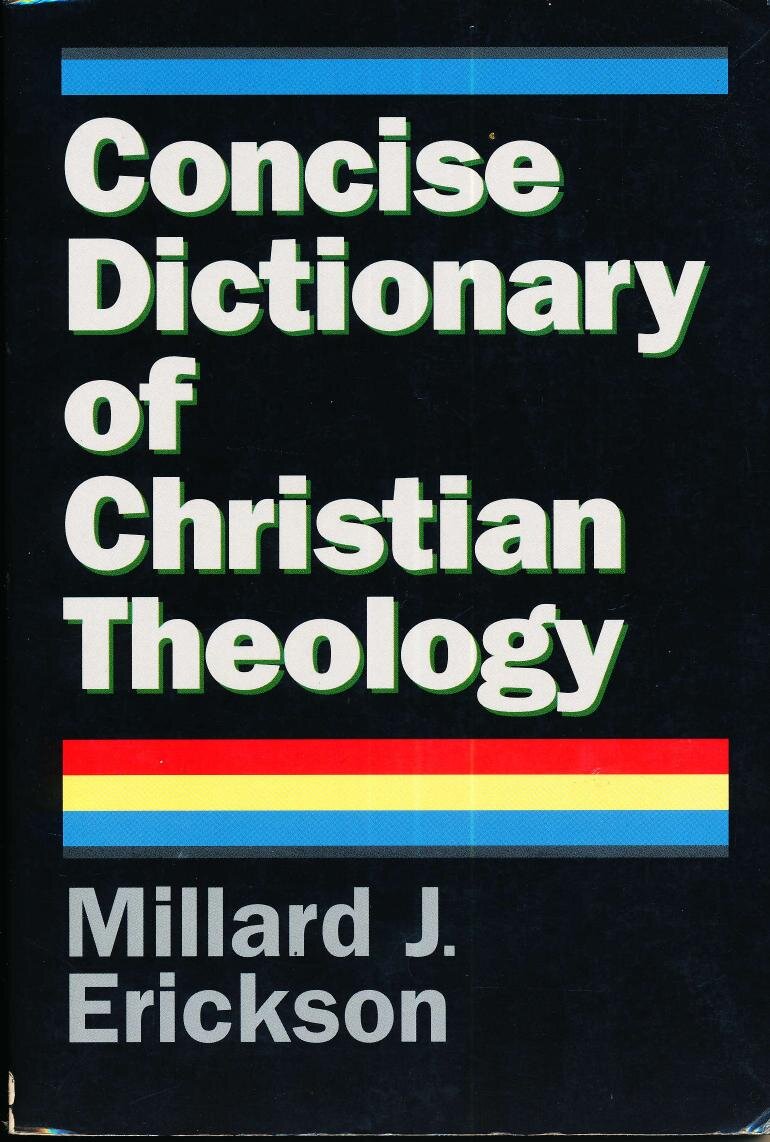 Concise
Dictionary
of
Christian
Theology
Millard J.
Erickson